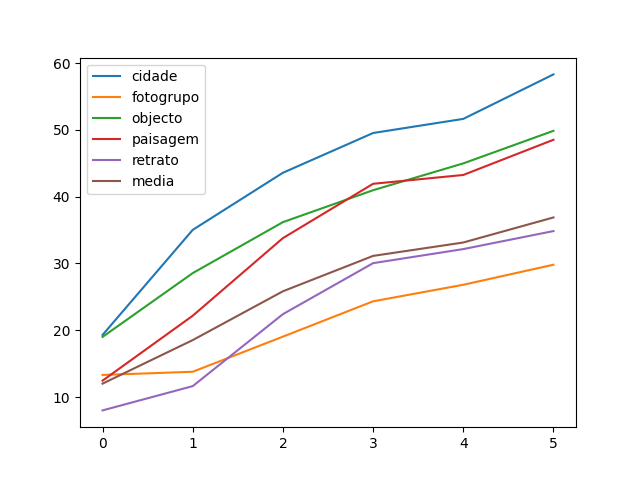 60
50
40
30
20
10
cidade
fotogrupo
objecto
paisagem
retrato
media
0 1 2 3 4 5